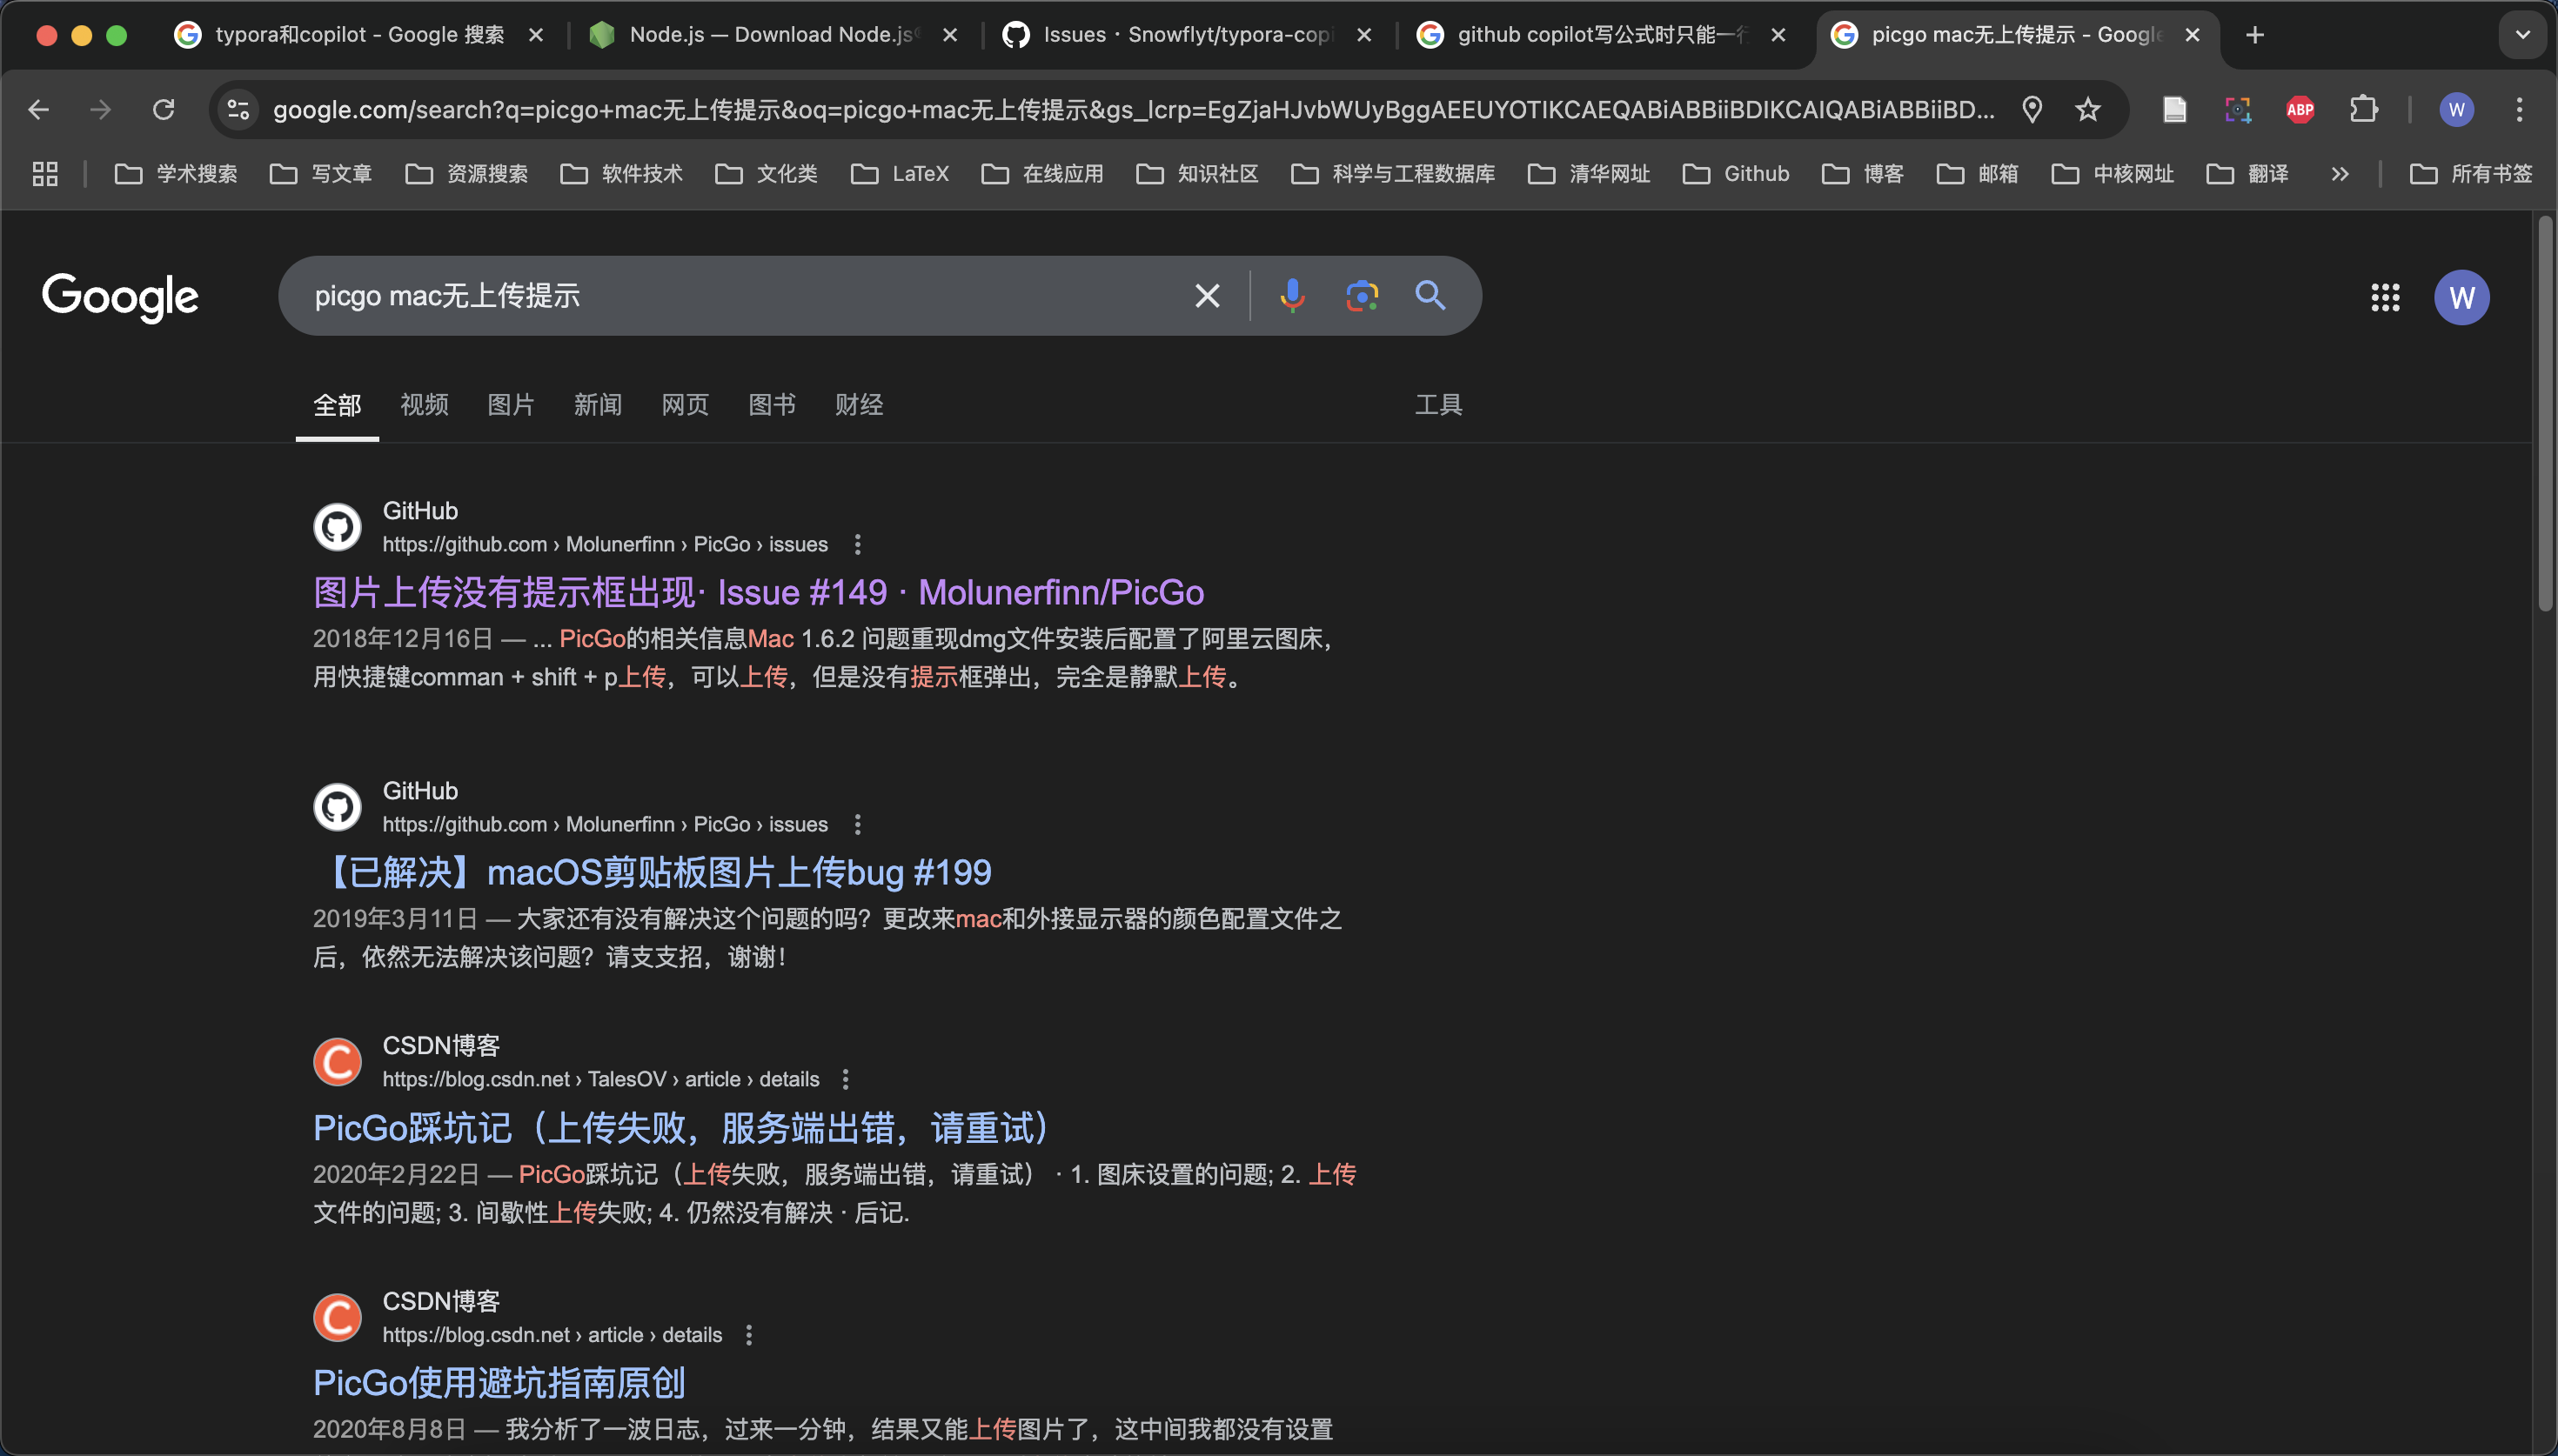 typora和copilot - Google 搜索
Node.js — Download Node.js
Issues · Snowflyt/typora-copi
github copilot写公式时只能一行
picgo mac无上传提示 - Google
google.com/search?q=picgo+mac无上传提示&oq=picgo+mac无上传提示&gs_lcrp=EgZjaHJvbWUyBggAEEUYOTIKCAEQABiABBiiBDIKCAIQABiABBiiBD...
ABP
W
学术搜索
写文章
资源搜索
软件技术
文化类
LaTeX
在线应用
知识社区
科学与工程数据库
清华网址
Github
博客
邮箱
中核网址
翻译
所有书签
Google
picgo mac无上传提示
W
全部
视频
图片
新闻
网页
图书
财经
工具
GitHub
https://github.com › Molunerfinn › PicGo › issues
图片上传没有提示框出现· Issue #149 · Molunerfinn/PicGo
2018年12月16日 — ... PicGo的相关信息Mac 1.6.2 问题重现dmg文件安装后配置了阿里云图床，
用快捷键comman + shift + p上传，可以上传，但是没有提示框弹出，完全是静默上传。
GitHub
https://github.com › Molunerfinn › PicGo › issues
【已解决】macOS剪贴板图片上传bug #199
2019年3月11日 — 大家还有没有解决这个问题的吗？更改来mac和外接显示器的颜色配置文件之
后，依然无法解决该问题？请支支招，谢谢！
CSDN博客
https://blog.csdn.net › TalesOV › article › details
PicGo踩坑记（上传失败，服务端出错，请重试）
2020年2月22日 — PicGo踩坑记（上传失败，服务端出错，请重试） · 1. 图床设置的问题; 2. 上传
文件的问题; 3. 间歇性上传失败; 4. 仍然没有解决 · 后记.
CSDN博客
https://blog.csdn.net › article › details
PicGo使用避坑指南原创
2020年8月8日 — 我分析了一波日志，过来一分钟，结果又能上传图片了，这中间我都没有设置